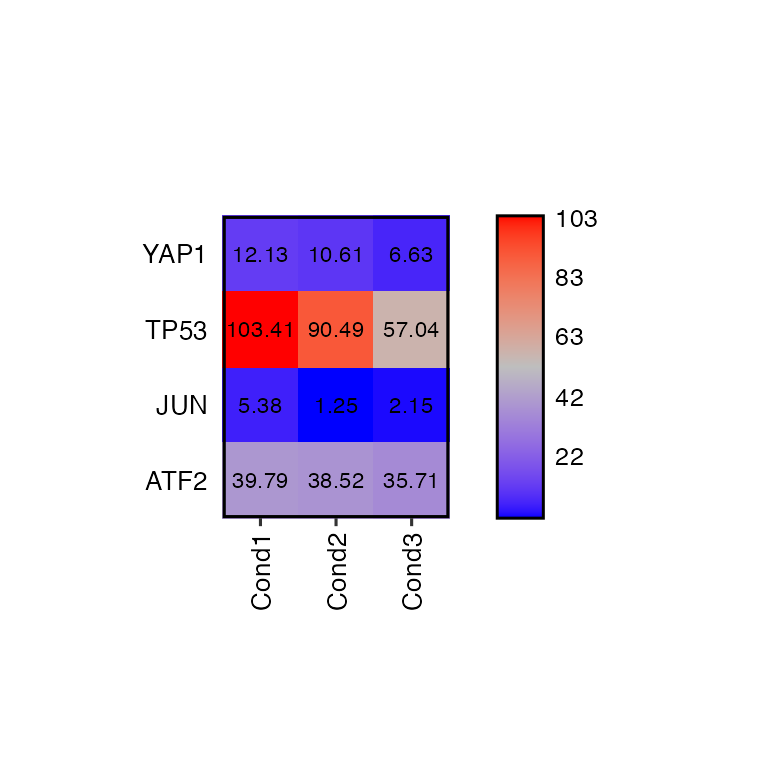 YAP1 12.13 10.61 6.63
TP53 103.41 90.49 57.04
JUN 5.38 1.25 2.15
ATF2 39.79 38.52 35.71
Cond1 Cond2 Cond3
103
83
63
42
22